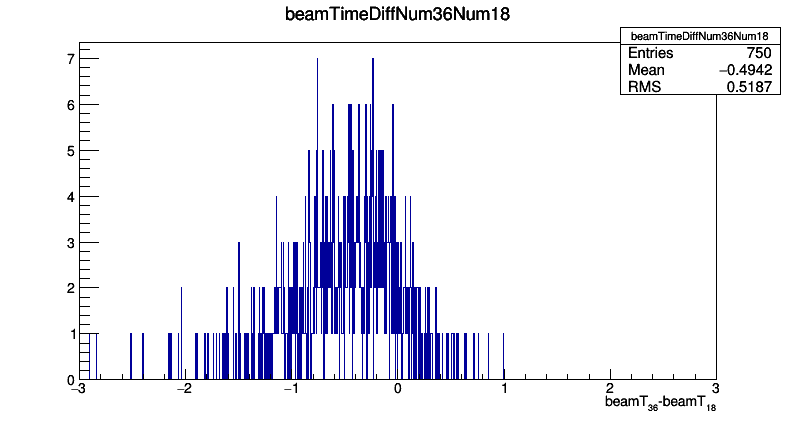 beamTimeDiffNum36Num18
beamTimeDiffNum36Num18
Entries 750
Mean −0.4942
RMS 0.5187
7
6
5
4
3
2
1
0
−3 −2 −1 0 1 2 3
beamT36-beamT18